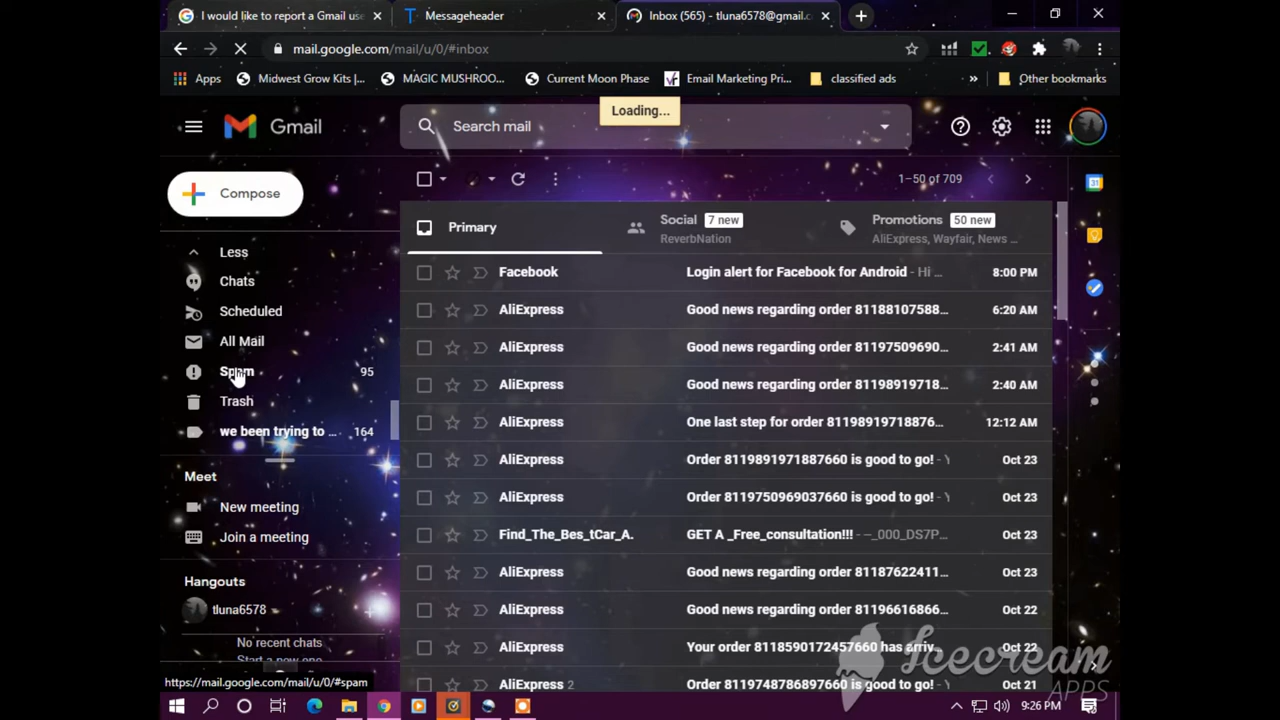 I would like to report a Gmail use
Messageheader
Inbox (565) - tluna6578@gmail.c
mail.google.com/mail/u/0/#inbox
Apps
Midwest Grow Kits |...
MAGIC MUSHROO...
Current Moon Phase
Email Marketing Pri...
classified ads
»
Other bookmarks
Loading...
Gmail
Search mail
Compose
1–50 of 709
Less
Chats
Scheduled
All Mail
Spam 95
Trash
we been trying to ... 164
Meet
New meeting
Join a meeting
Hangouts
tluna6578
No recent chats
Start a new one
https://mail.google.com/mail/u/0/#spam
Primary
Social 7 new
ReverbNation
Promotions 50 new
AliExpress, Wayfair, News ...
Facebook Login alert for Facebook for Android - Hi 8:00 PM
AliExpress Good news regarding order 81188107588... 6:20 AM
AliExpress Good news regarding order 81197509690... 2:41 AM
AliExpress Good news regarding order 81198919718... 2:40 AM
AliExpress One last step for order 81198919718876... 12:12 AM
AliExpress Order 8119891971887660 is good to go! - Oct 23
AliExpress Order 8119750969037660 is good to go! - Oct 23
Find_The_Bes_tCar_A. GET A _Free_consultation!!! - –_000_DS7P... Oct 23
AliExpress Good news regarding order 81187622411... Oct 23
AliExpress Good news regarding order 81196616866... Oct 22
AliExpress Your order 8118590172457660 has arriv... Oct 22
AliExpress 2 Order 8119748786897660 is good to go! - Oct 21
Icecream
APPS
9:26 PM